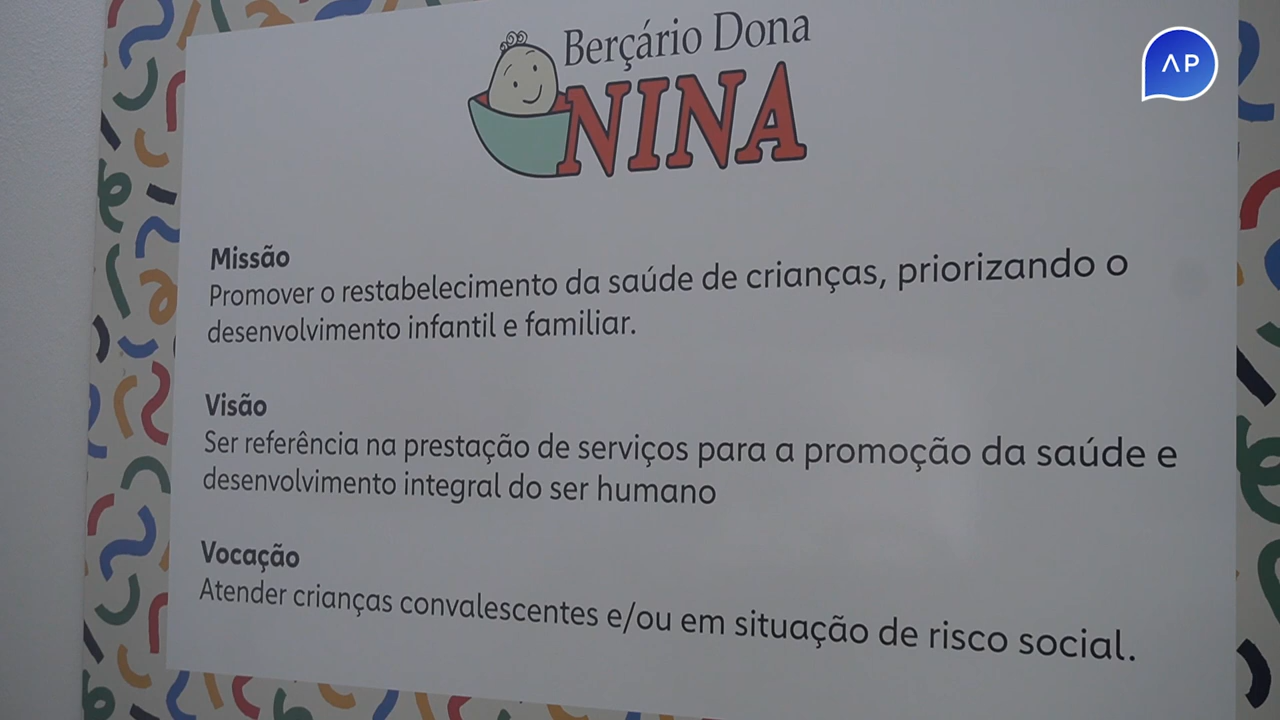 Berçário Dona
NINA
AP
Missão
Promover o restabelecimento da saúde de crianças, priorizando o
desenvolvimento infantil e familiar.
Visão
Ser referência na prestação de serviços para a promoção da saúde e
desenvolvimento integral do ser humano
Vocação
Atender crianças convalescentes e/ou em situação de risco social.